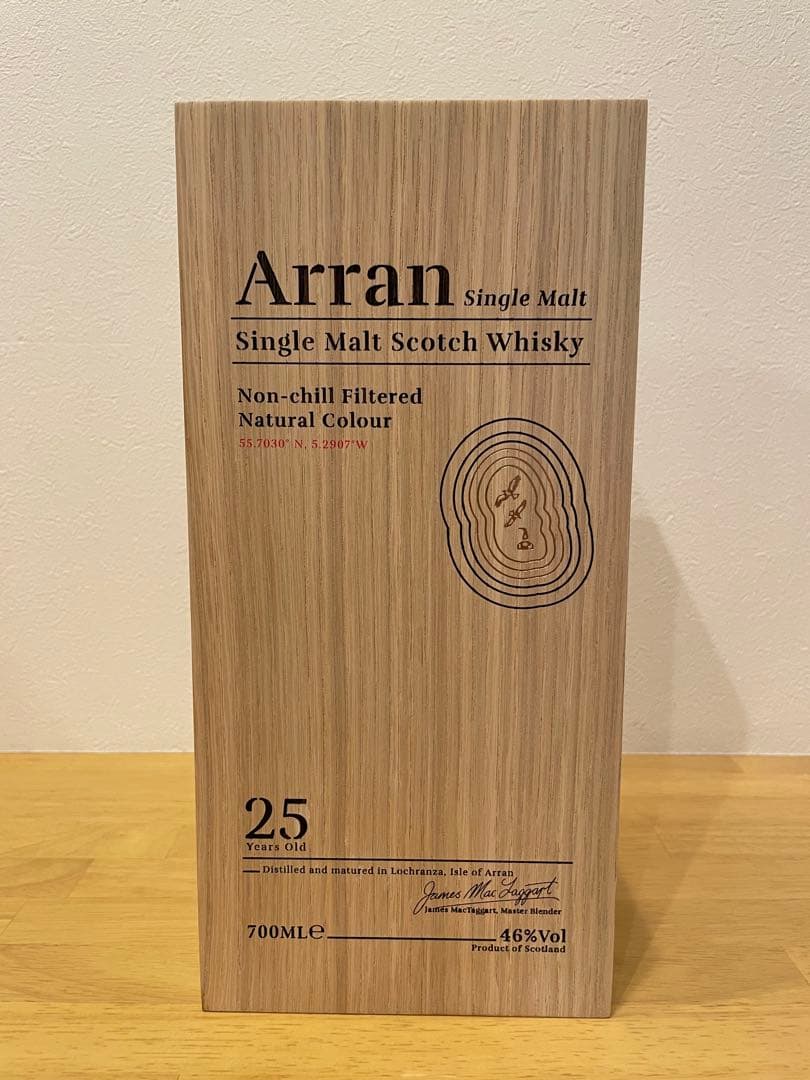 Arran Single Malt
Single Malt Scotch Whisky
Non-chill Filtered
Natural Colour
55.7030° N, 5.2907°W
25
Years Old
Distilled and matured in Lochranza, Isle of Arran
James MacTaggart
James MacTaggart, Master Blender
700ML℮ 46%Vol
Product of Scotland